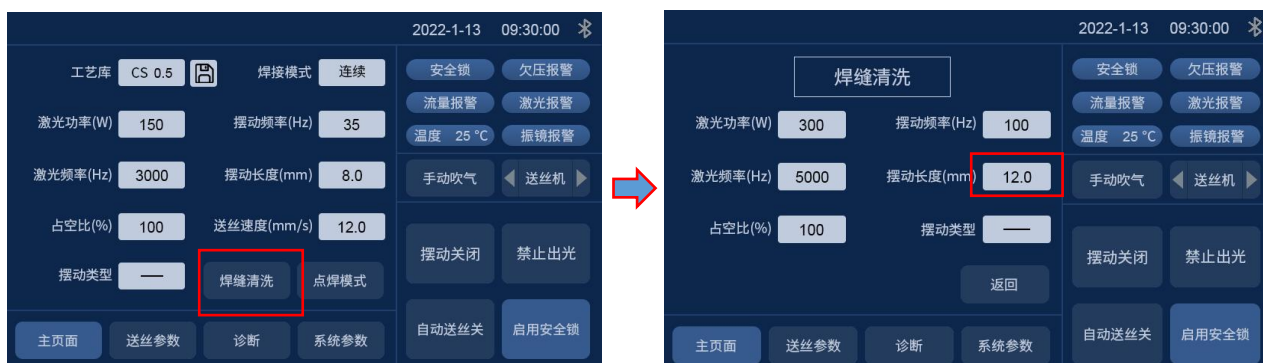 2022-1-13 09:30:00
工艺库 CS 0.5 焊接模式 连续
激光功率(W) 150 摆动频率(Hz) 35
激光频率(Hz) 3000 摆动长度(mm) 8.0
占空比(%) 100 送丝速度(mm/s) 12.0
摆动类型 — 焊缝清洗 点焊模式
主页面 送丝参数 诊断 系统参数
安全锁 欠压报警
流量报警 激光报警
温度 25 °C 振镜报警
手动吹气 送丝机
摆动关闭 禁止出光
自动送丝关 启用安全锁
2022-1-13 09:30:00
焊缝清洗
激光功率(W) 300 摆动频率(Hz) 100
激光频率(Hz) 5000 摆动长度(mm) 12.0
占空比(%) 100 摆动类型 —
返回
主页面 送丝参数 诊断 系统参数
安全锁 欠压报警
流量报警 激光报警
温度 25 °C 振镜报警
手动吹气 送丝机
摆动关闭 禁止出光
自动送丝关 启用安全锁